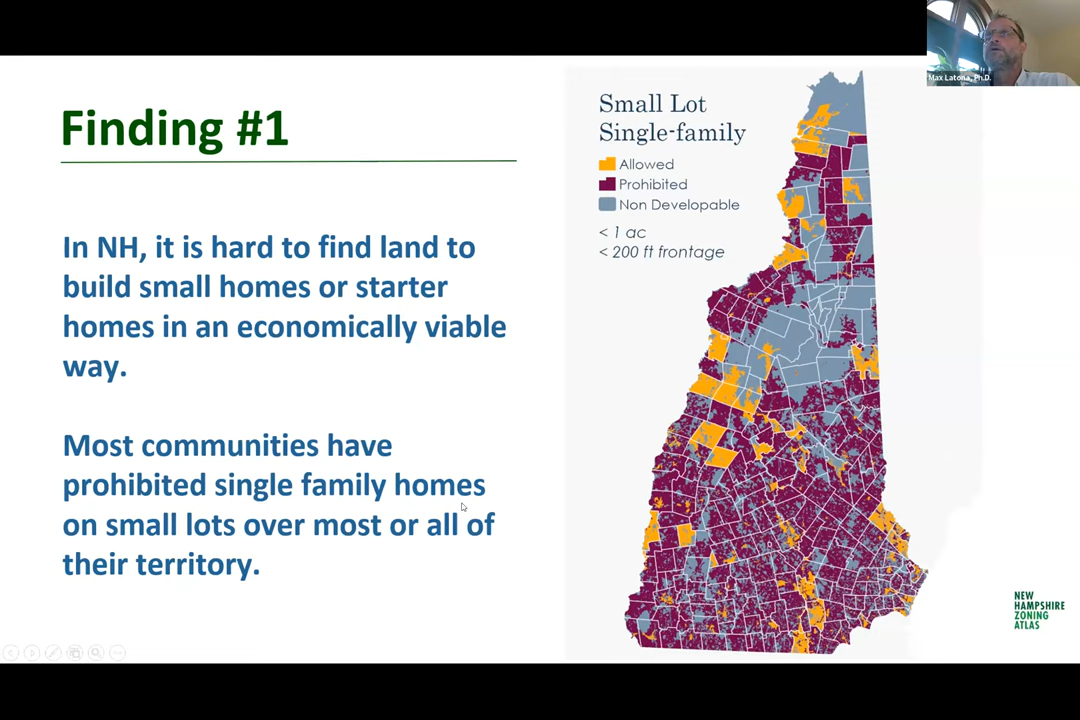 Finding #1
In NH, it is hard to find land to
build small homes or starter
homes in an economically viable
way.
Most communities have
prohibited single family homes
on small lots over most or all of
their territory.
Small Lot
Single-family
Allowed
Prohibited
Non Developable
< 1 ac
< 200 ft frontage
Max Latona, Ph.D.
NEW
HAMPSHIRE
ZONING
ATLAS